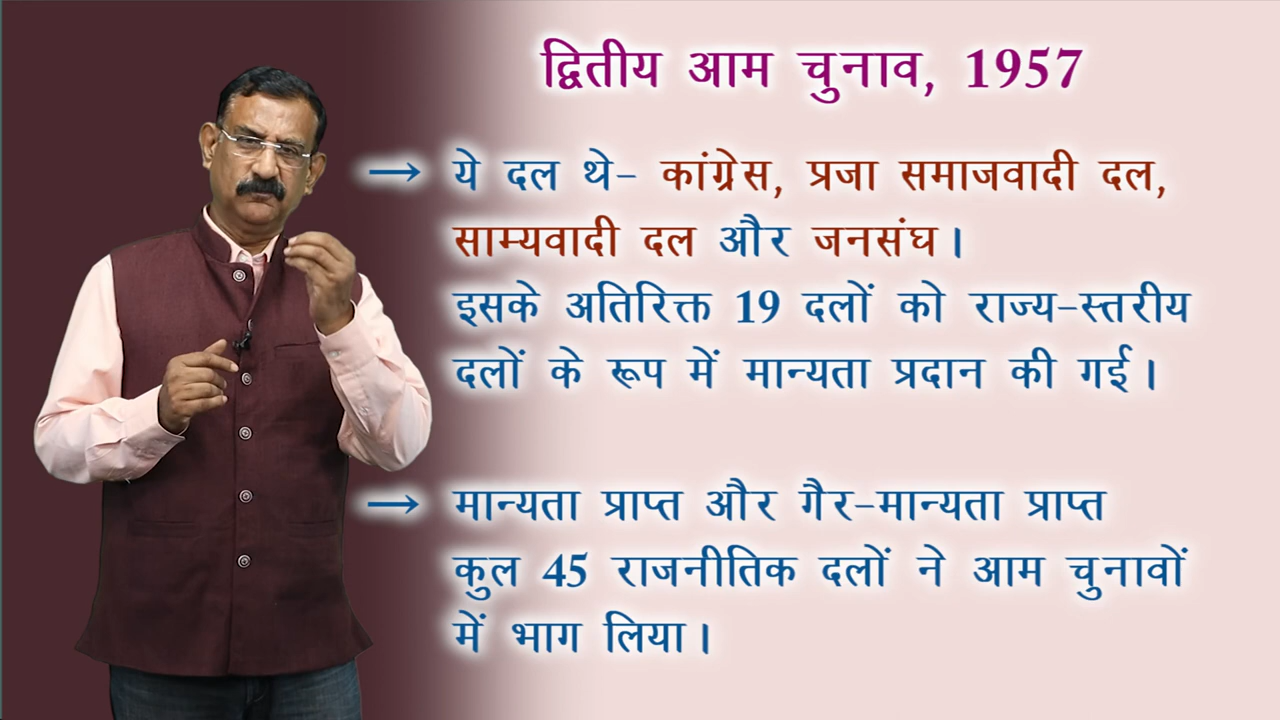 द्वितीय आम चुनाव, 1957
→ ये दल थे- कांग्रेस, प्रजा समाजवादी दल,
साम्यवादी दल और जनसंघ।
इसके अतिरिक्त 19 दलों को राज्य-स्तरीय
दलों के रूप में मान्यता प्रदान की गई।
→ मान्यता प्राप्त और गैर-मान्यता प्राप्त
कुल 45 राजनीतिक दलों ने आम चुनावों
में भाग लिया।